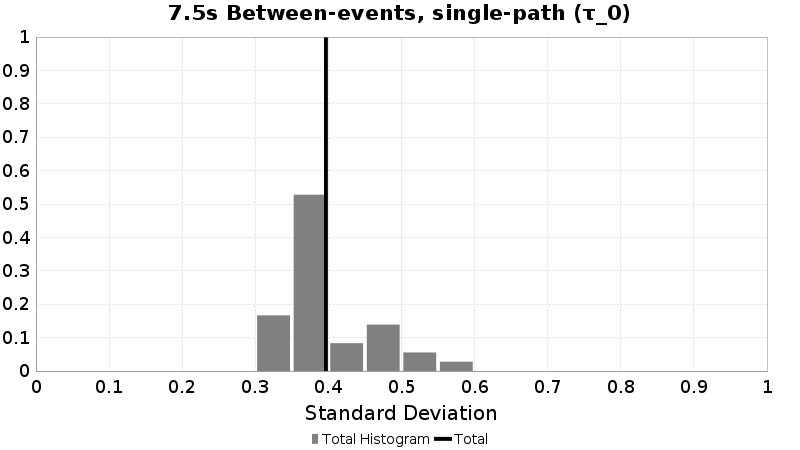 7.5s Between-events, single-path (τ_0)
1
0.9
0.8
0.7
0.6
0.5
0.4
0.3
0.2
0.1
0
0 0.1 0.2 0.3 0.4 0.5 0.6 0.7 0.8 0.9 1
Standard Deviation
Total Histogram Total